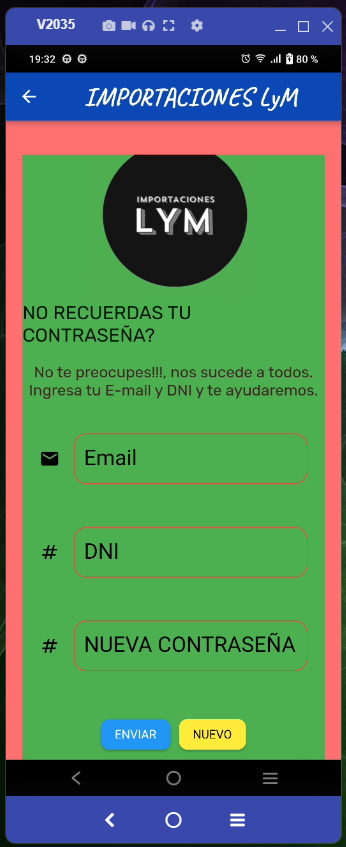 V2035
19:32
80 %
IMPORTACIONES LyM
IMPORTACIONES
LYM
NO RECUERDAS TU
CONTRASEÑA?
No te preocupes!!!, nos sucede a todos.
Ingresa tu E-mail y DNI y te ayudaremos.
Email
# DNI
# NUEVA CONTRASEÑA
ENVIAR NUEVO